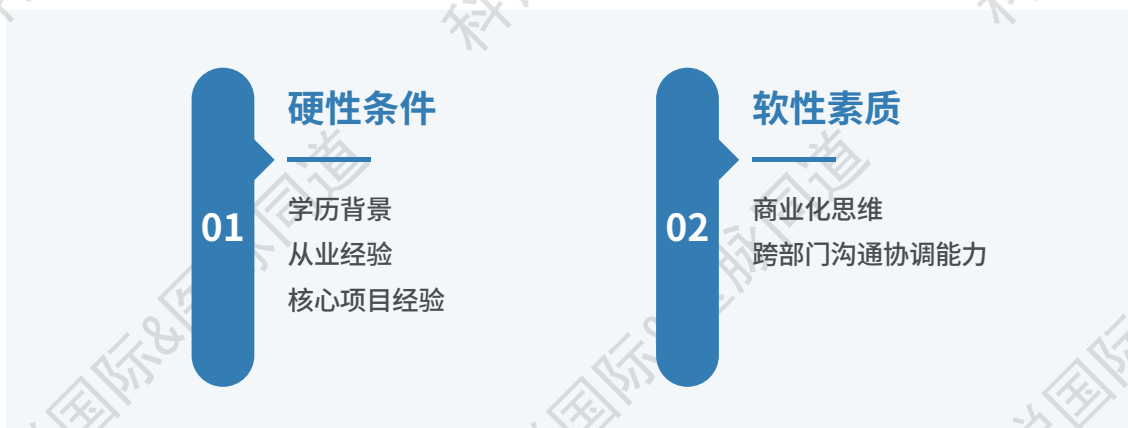 01
硬性条件
学历背景
从业经验
核心项目经验
02
软性素质
商业化思维
跨部门沟通协调能力